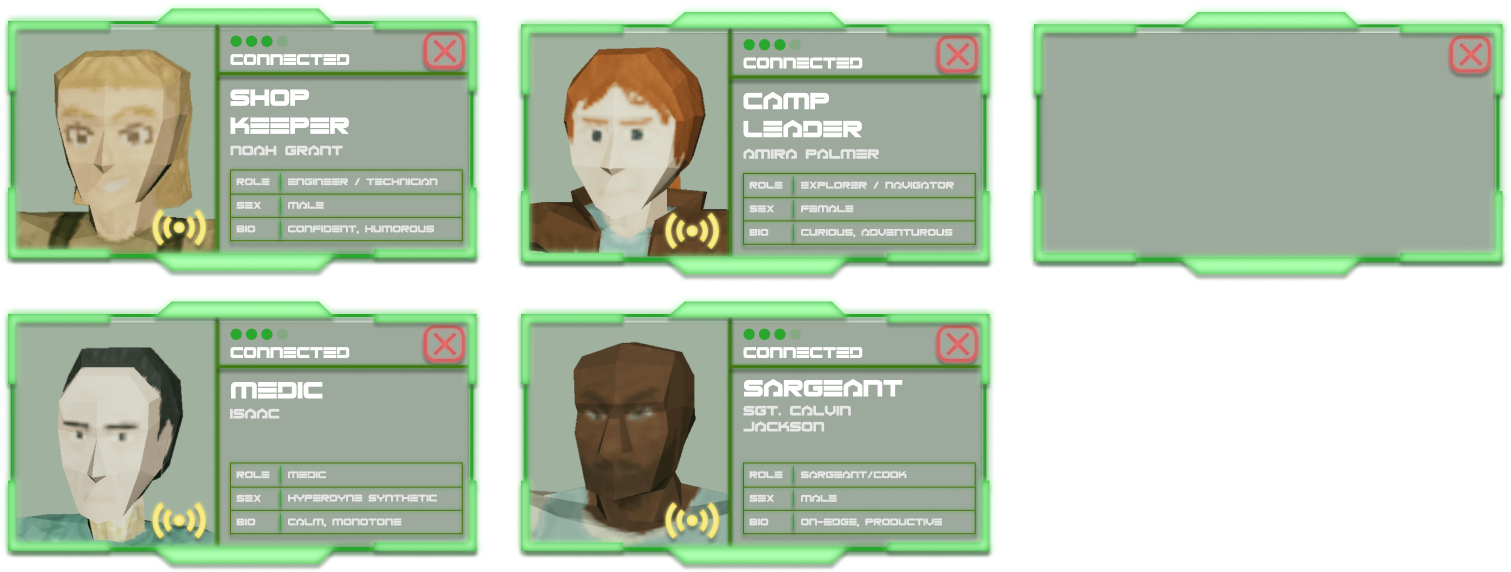 CONNECTED
SHOP
KEEPER
NOAH GRANT
ROLE ENGINEER / TECHNICIAN
SEX MALE
BIO CONFIDENT, HUMOROUS
CONNECTED
CAMP
LEADER
AMIRA PALMER
ROLE EXPLORER / NAVIGATOR
SEX FEMALE
BIO CURIOUS, ADVENTUROUS
CONNECTED
MEDIC
ISAAC
ROLE MEDIC
SEX HYPERDYNE SYNTHETIC
BIO CALM, MONOTONE
CONNECTED
SARGEANT
SGT. CALVIN
JACKSON
ROLE SARGEANT/COOK
SEX MALE
BIO ON-EDGE, PRODUCTIVE